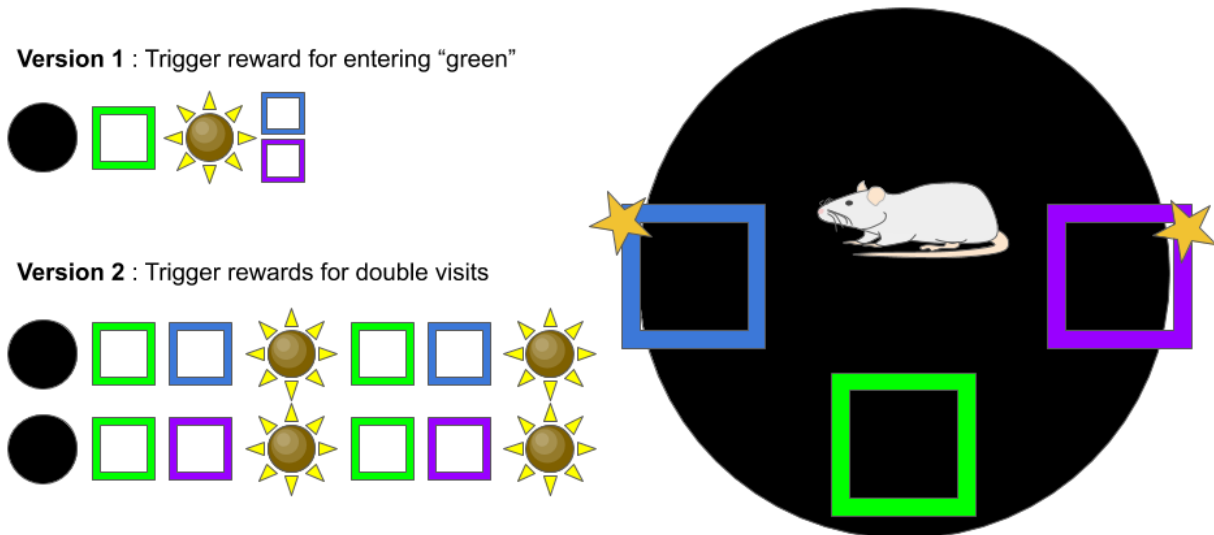 Version 1 : Trigger reward for entering “green”
Version 2 : Trigger rewards for double visits